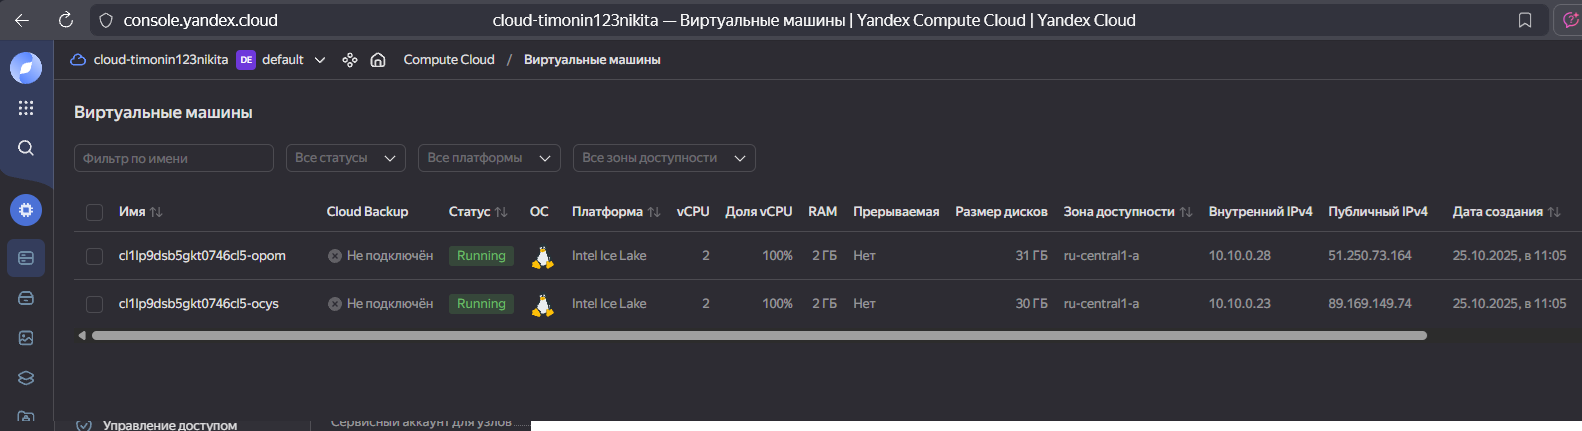 console.yandex.cloud cloud-timonin123nikita — Виртуальные машины | Yandex Compute Cloud | Yandex Cloud
cloud-timonin123nikita DE default Compute Cloud / Виртуальные машины
Виртуальные машины
Фильтр по имени Все статусы Все платформы Все зоны доступности
Имя Cloud Backup Статус ОС Платформа vCPU Доля vCPU RAM Прерываемая Размер дисков Зона доступности Внутренний IPv4 Публичный IPv4 Дата создания
cl1lp9dsb5gkt0746cl5-opom Не подключён Running Intel Ice Lake 2 100% 2 ГБ Нет 31 ГБ ru-central1-a 10.10.0.28 51.250.73.164 25.10.2025, в 11:05
cl1lp9dsb5gkt0746cl5-ocys Не подключён Running Intel Ice Lake 2 100% 2 ГБ Нет 30 ГБ ru-central1-a 10.10.0.23 89.169.149.74 25.10.2025, в 11:05
Управление доступом Сервисный аккаунт для узлов